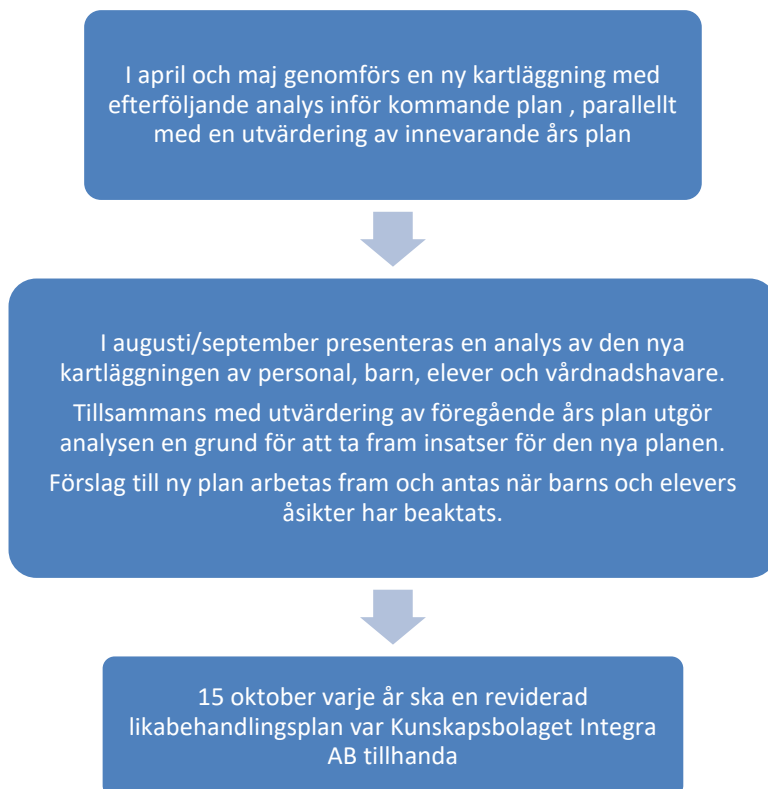 I april och maj genomförs en ny kartläggning med
efterföljande analys inför kommande plan , parallellt
med en utvärdering av innevarande års plan
I augusti/september presenteras en analys av den nya
kartläggningen av personal, barn, elever och vårdnadshavare.
Tillsammans med utvärdering av föregående års plan utgör
analysen en grund för att ta fram insatser för den nya planen.
Förslag till ny plan arbetas fram och antas när barns och elevers
åsikter har beaktats.
15 oktober varje år ska en reviderad
likabehandlingsplan var Kunskapsbolaget Integra
AB tillhanda